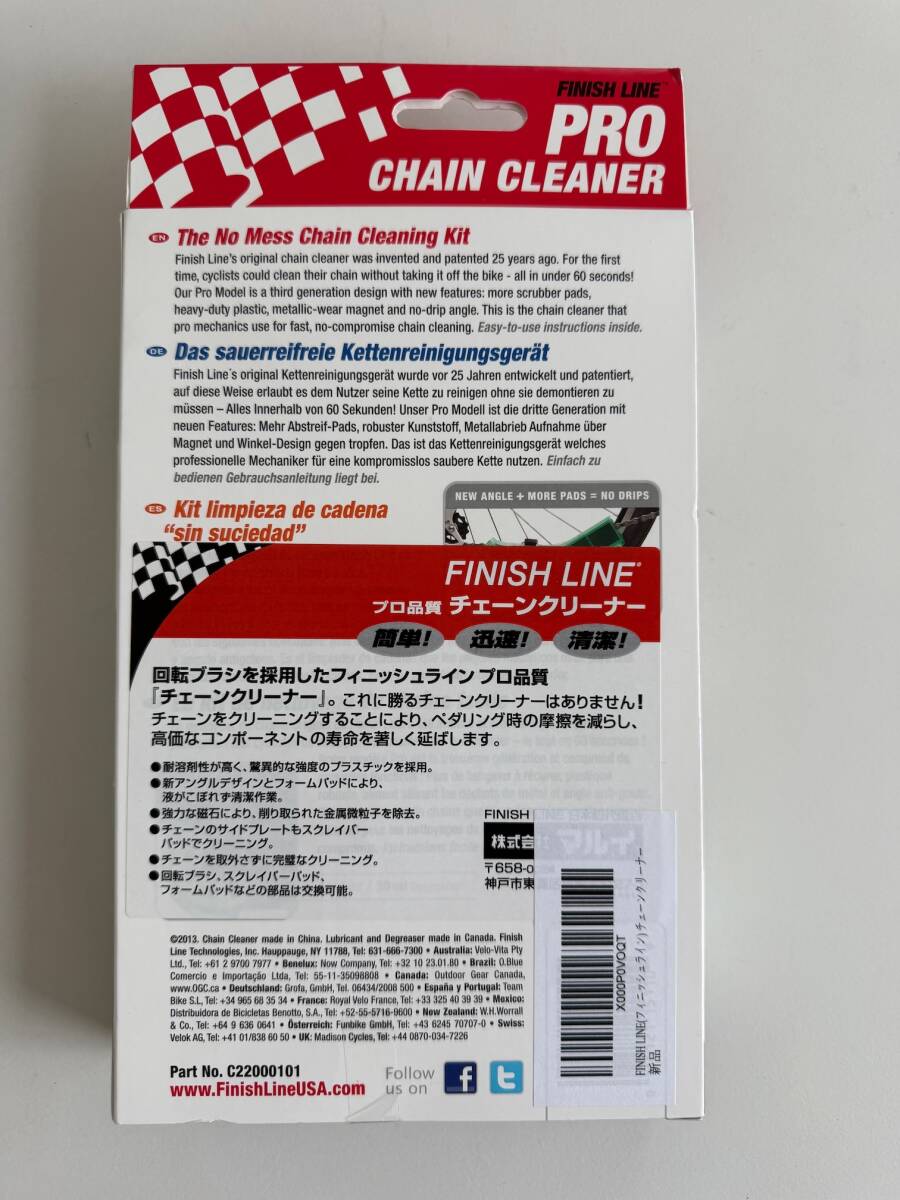 FINISH LINE™
PRO
CHAIN CLEANER
EN The No Mess Chain Cleaning Kit
Finish Line's original chain cleaner was invented and patented 25 years ago. For the first
time, cyclists could clean their chain without taking it off the bike - all in under 60 seconds!
Our Pro Model is a third generation design with new features: more scrubber pads,
heavy-duty plastic, metallic-wear magnet and no-drip angle. This is the chain cleaner that
pro mechanics use for fast, no-compromise chain cleaning. Easy-to-use instructions inside.
DE Das sauerreifreie Kettenreinigungsgerät
Finish Line´s original Kettenreinigungsgerät wurde vor 25 Jahren entwickelt und patentiert,
auf diese Weise erlaubt es dem Nutzer seine Kette zu reinigen ohne sie demontieren zu
müssen – Alles Innerhalb von 60 Sekunden! Unser Pro Modell ist die dritte Generation mit
neuen Features: Mehr Abstreif-Pads, robuster Kunststoff, Metallabrieb Aufnahme über
Magnet und Winkel-Design gegen tropfen. Das ist das Kettenreinigungsgerät welches
professionelle Mechaniker für eine kompromisslos saubere Kette nutzen. Einfach zu
bedienen Gebrauchsanleitung liegt bei.
ES Kit limpieza de cadena
"sin suciedad"
NEW ANGLE + MORE PADS = NO DRIPS
FINISH LINE®
プロ品質 チェーンクリーナー
簡単! 迅速! 清潔!
回転ブラシを採用したフィニッシュライン プロ品質
『チェーンクリーナー』。これに勝るチェーンクリーナーはありません!
チェーンをクリーニングすることにより、ペダリング時の摩擦を減らし、
高価なコンポーネントの寿命を著しく延ばします。
●耐溶剤性が高く、驚異的な強度のプラスチックを採用。
●新アングルデザインとフォームパッドにより、
液がこぼれず清潔作業。
●強力な磁石により、削り取られた金属微粒子を除去。
●チェーンのサイドプレートもスクレイバー
パッドでクリーニング。
●チェーンを取外さずに完璧なクリーニング。
●回転ブラシ、スクレイバーパッド、
フォームパッドなどの部品は交換可能。
FINISH
株式会 マルイ
〒658-0
神戸市東
X000P0VOQT
FINISH LINE(フィニッシュライン) チェーンクリーナー
新品
©2013. Chain Cleaner made in China. Lubricant and Degreaser made in Canada. Finish
Line Technologies, Inc. Hauppauge, NY 11788, Tel: 631-666-7300 • Australia: Velo-Vita Pty
Ltd., Tel: +61 2 9700 7977 • Benelux: Now Company, Tel: +32 10 23.01.80 • Brazil: O.Blue
Comercio e Importação Ltda, Tel: 55-11-35098808 • Canada: Outdoor Gear Canada,
www.OGC.ca • Deutschland: Grofa, GmbH, Tel. 06434/2008 500 • España y Portugal: Team
Bike S.L, Tel: +34 965 68 35 34 • France: Royal Velo France, Tel: +33 325 40 39 39 • Mexico:
Distribuidora de Bicicletas Benotto, S.A., Tel: +52-55-5716-9600 • New Zealand: W.H.Worrall
& Co., Tel: +64 9 636 0641 • Österreich: Funbike GmbH, Tel: +43 6245 70707-0 • Swiss:
Velok AG, Tel: +41 01/838 60 50 • UK: Madison Cycles, Tel: +44 0870-034-7226
Part No. C22000101
www.FinishLineUSA.com
Follow
us on